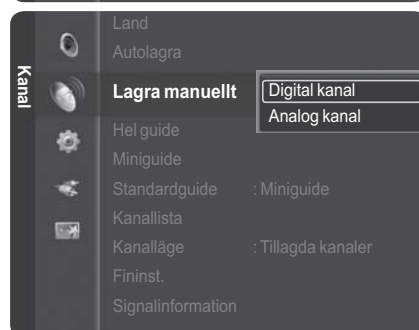 Kanal
Land
Autolagra
Lagra manuellt
Digital kanal
Analog kanal
Hel guide
Miniguide
Standardguide : Miniguide
Kanallista
Kanalläge : Tillagda kanaler
Fininst.
Signalinformation